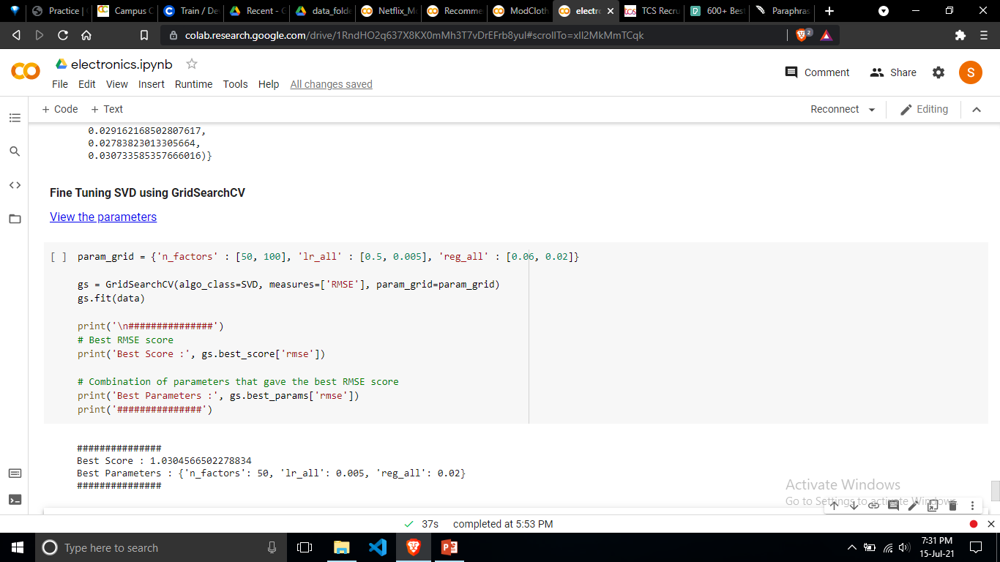 Practice |
Campus C
Train / De
Recent - G
data_folde
Netflix_Mo
Recomme
ModCloth
electro
TCS Recru
600+ Best
Paraphras
colab.research.google.com/drive/1RndHO2q637X8KX0mMh3T7vDrEFrb8yul#scrollTo=xIl2MkMmTCqk
2
electronics.ipynb
File Edit View Insert Runtime Tools Help All changes saved
Comment
Share
S
+ Code + Text
Reconnect
Editing
0.029162168502807617,
0.02783823013305664,
0.030733585357666016)}
Fine Tuning SVD using GridSearchCV
View the parameters
[ ] param_grid = {'n_factors' : [50, 100], 'lr_all' : [0.5, 0.005], 'reg_all' : [0.06, 0.02]}
gs = GridSearchCV(algo_class=SVD, measures=['RMSE'], param_grid=param_grid)
gs.fit(data)
print('\n###############')
# Best RMSE score
print('Best Score :', gs.best_score['rmse'])
# Combination of parameters that gave the best RMSE score
print('Best Parameters :', gs.best_params['rmse'])
print('###############')
###############
Best Score : 1.0304566502278834
Best Parameters : {'n_factors': 50, 'lr_all': 0.005, 'reg_all': 0.02}
###############
Activate Windows
Go to Settings to activate Windows.
37s completed at 5:53 PM
Type here to search
7:31 PM
15-Jul-21